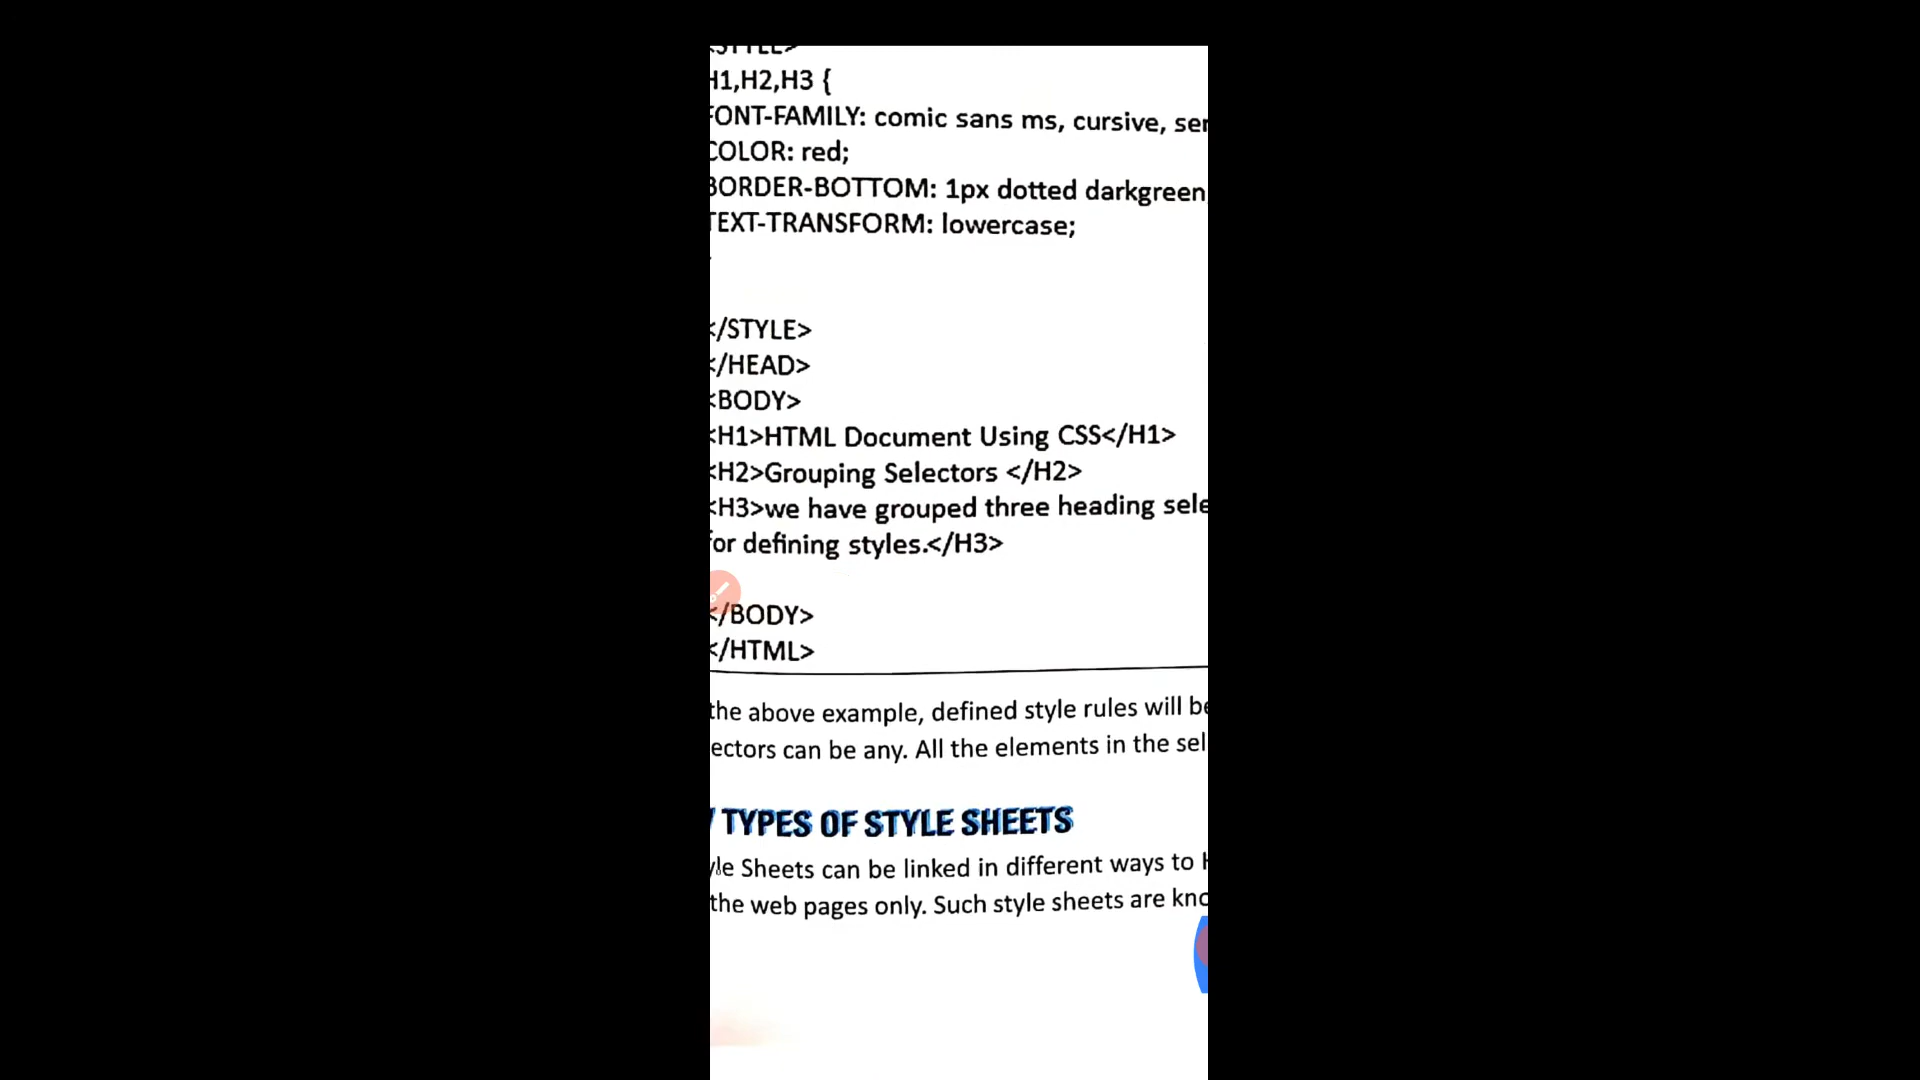 <STYLE>
H1,H2,H3 {
FONT-FAMILY: comic sans ms, cursive, ser
COLOR: red;
BORDER-BOTTOM: 1px dotted darkgreen
TEXT-TRANSFORM: lowercase;
</STYLE>
</HEAD>
<BODY>
<H1>HTML Document Using CSS</H1>
<H2>Grouping Selectors </H2>
<H3>we have grouped three heading sele
for defining styles.</H3>
</BODY>
</HTML>
the above example, defined style rules will be
ectors can be any. All the elements in the sel
TYPES OF STYLE SHEETS
yle Sheets can be linked in different ways to H
the web pages only. Such style sheets are kno